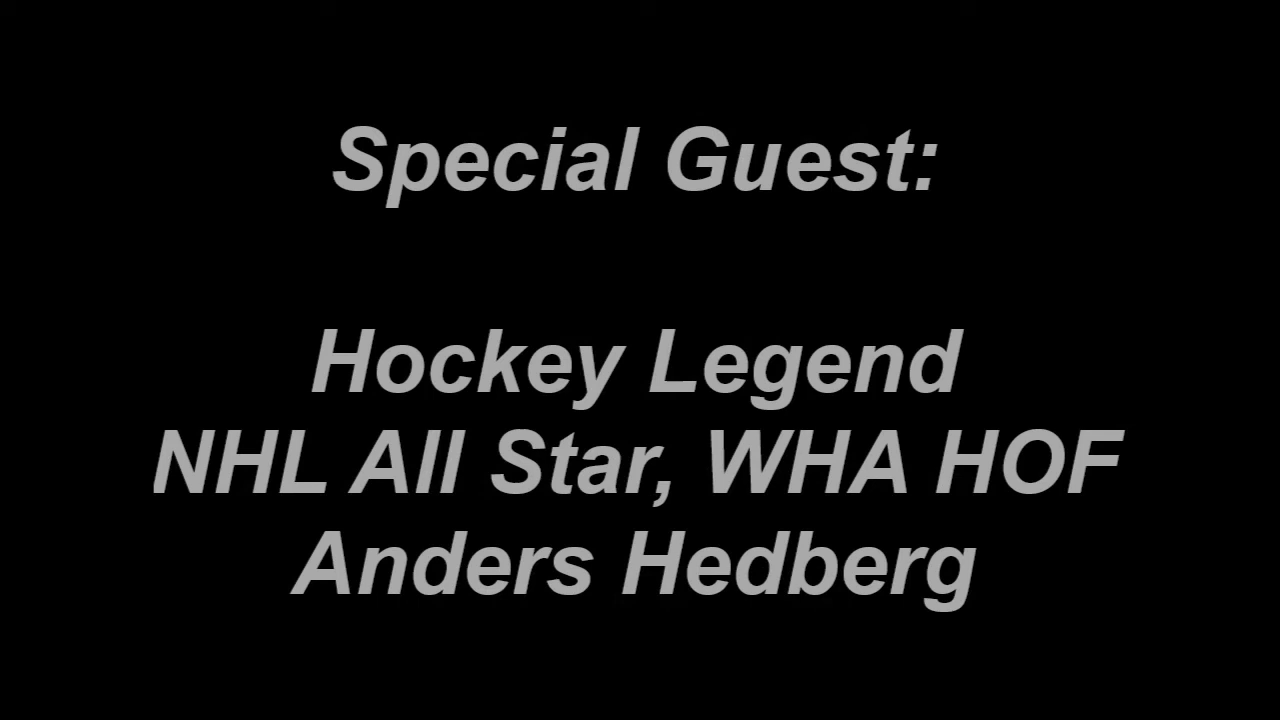 Special Guest:
Hockey Legend
NHL All Star, WHA HOF
Anders Hedberg